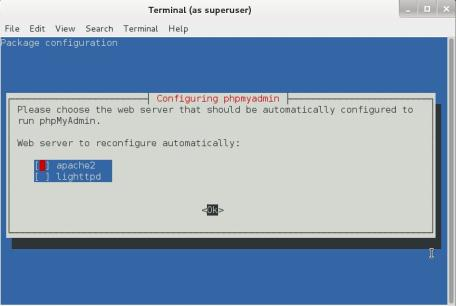 Terminal (as superuser)
File Edit View Search Terminal Help
Package configuration
Configuring phpmyadmin
Please choose the web server that should be automatically configured to
run phpMyAdmin.
Web server to reconfigure automatically:
[ ] apache2
[ ] lighttpd
<Ok>